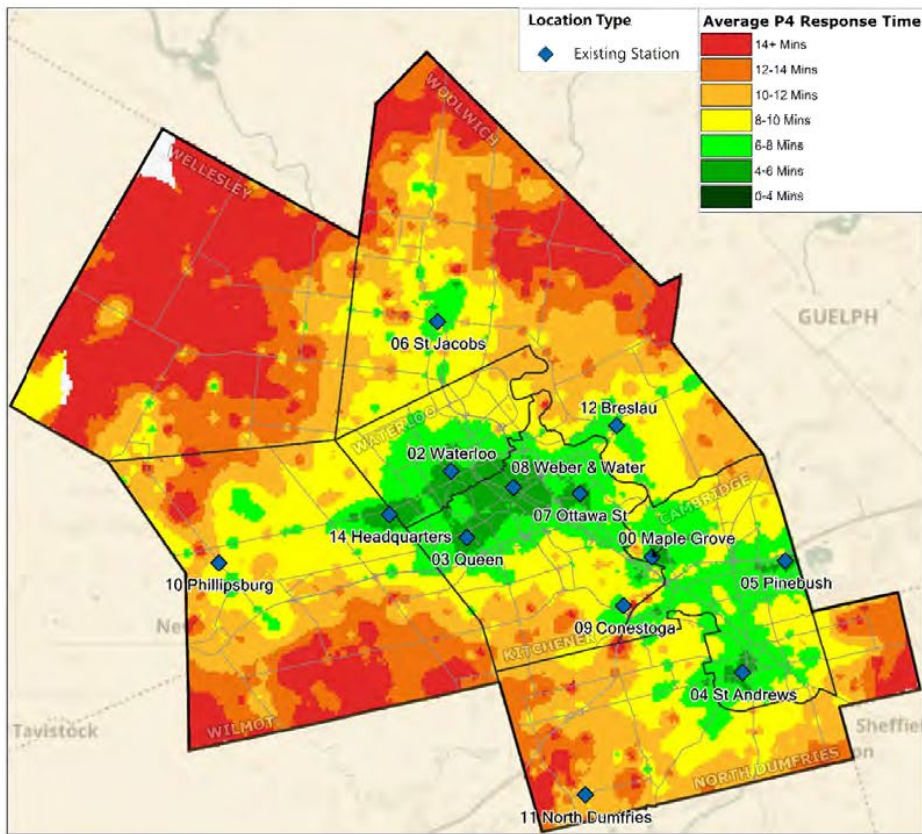 Location Type
Existing Station
Average P4 Response Time
14+ Mins
12-14 Mins
10-12 Mins
8-10 Mins
6-8 Mins
4-6 Mins
0-4 Mins
WOOLWICH
WELLESLEY
GUELPH
06 St Jacobs
12 Breslau
WATERLOO
02 Waterloo
08 Weber & Water
CAMBRIDGE
07 Ottawa St
14 Headquarters
00 Maple Grove
03 Queen
10 Phillipsburg
05 Pinebush
09 Conestoga
KITCHENER
04 St Andrews
WILMOT
Tavistock
Sheffield
NORTH DUMFRIES
11 North Dumfries